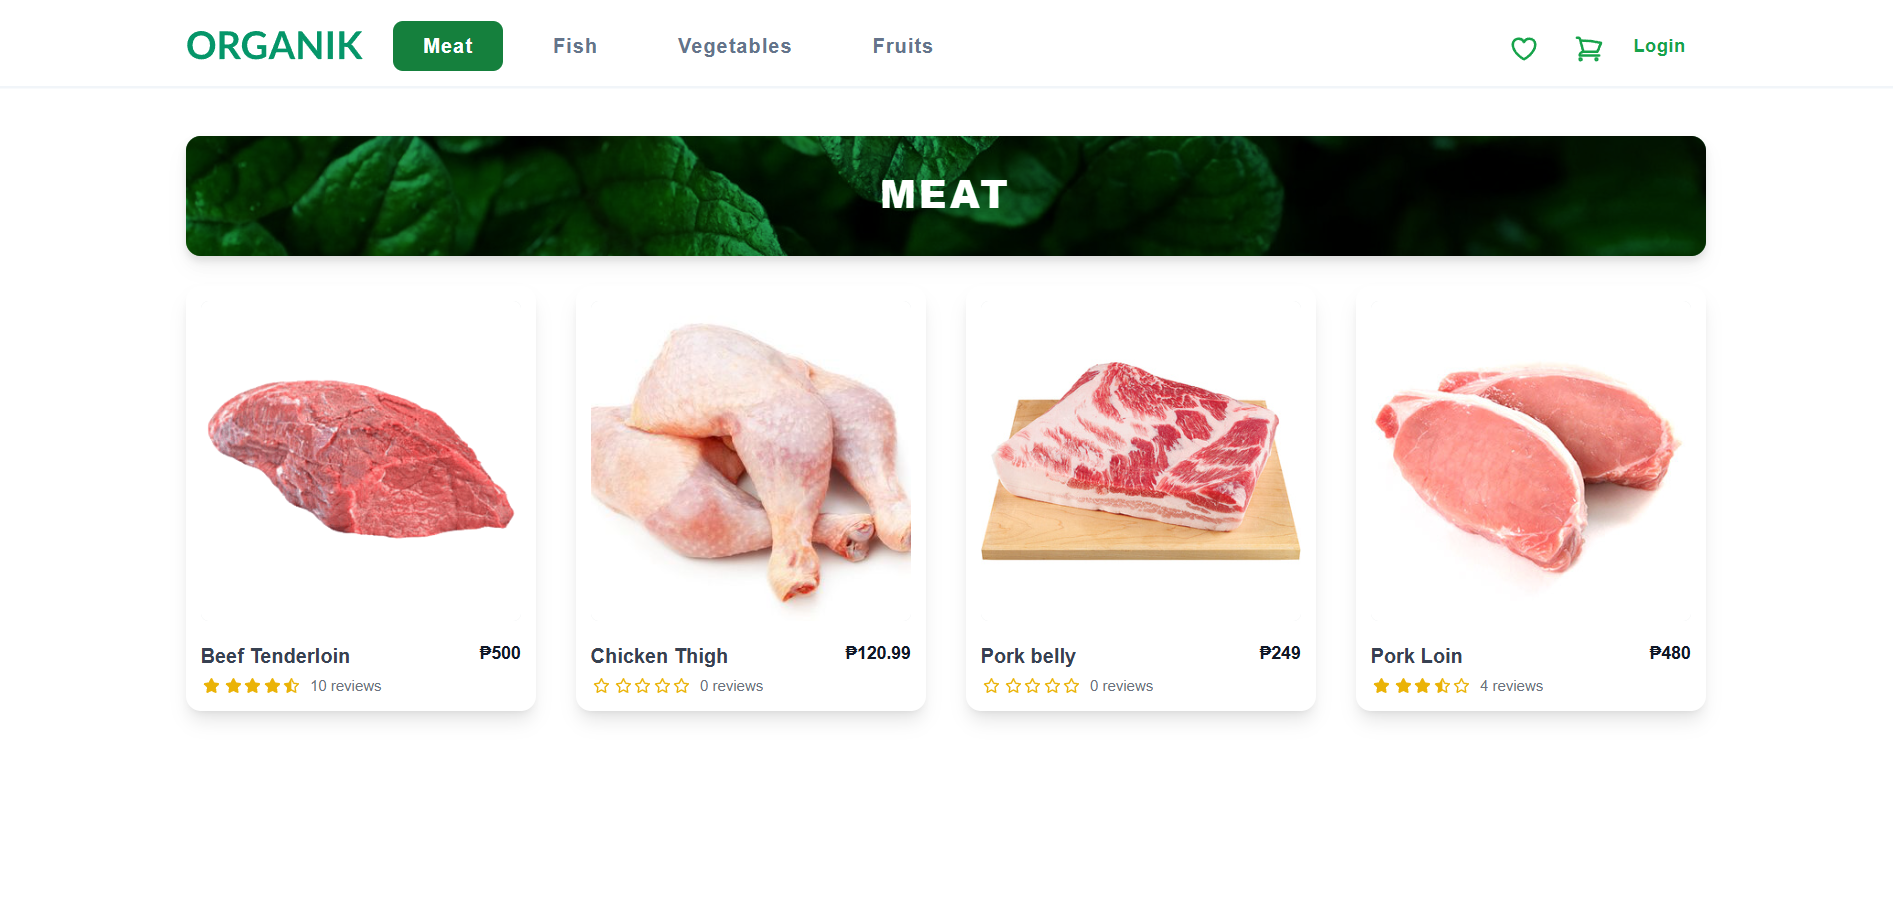 ORGANIK Meat Fish Vegetables Fruits Login
MEAT
Beef Tenderloin ₱500
10 reviews
Chicken Thigh ₱120.99
0 reviews
Pork belly ₱249
0 reviews
Pork Loin ₱480
4 reviews